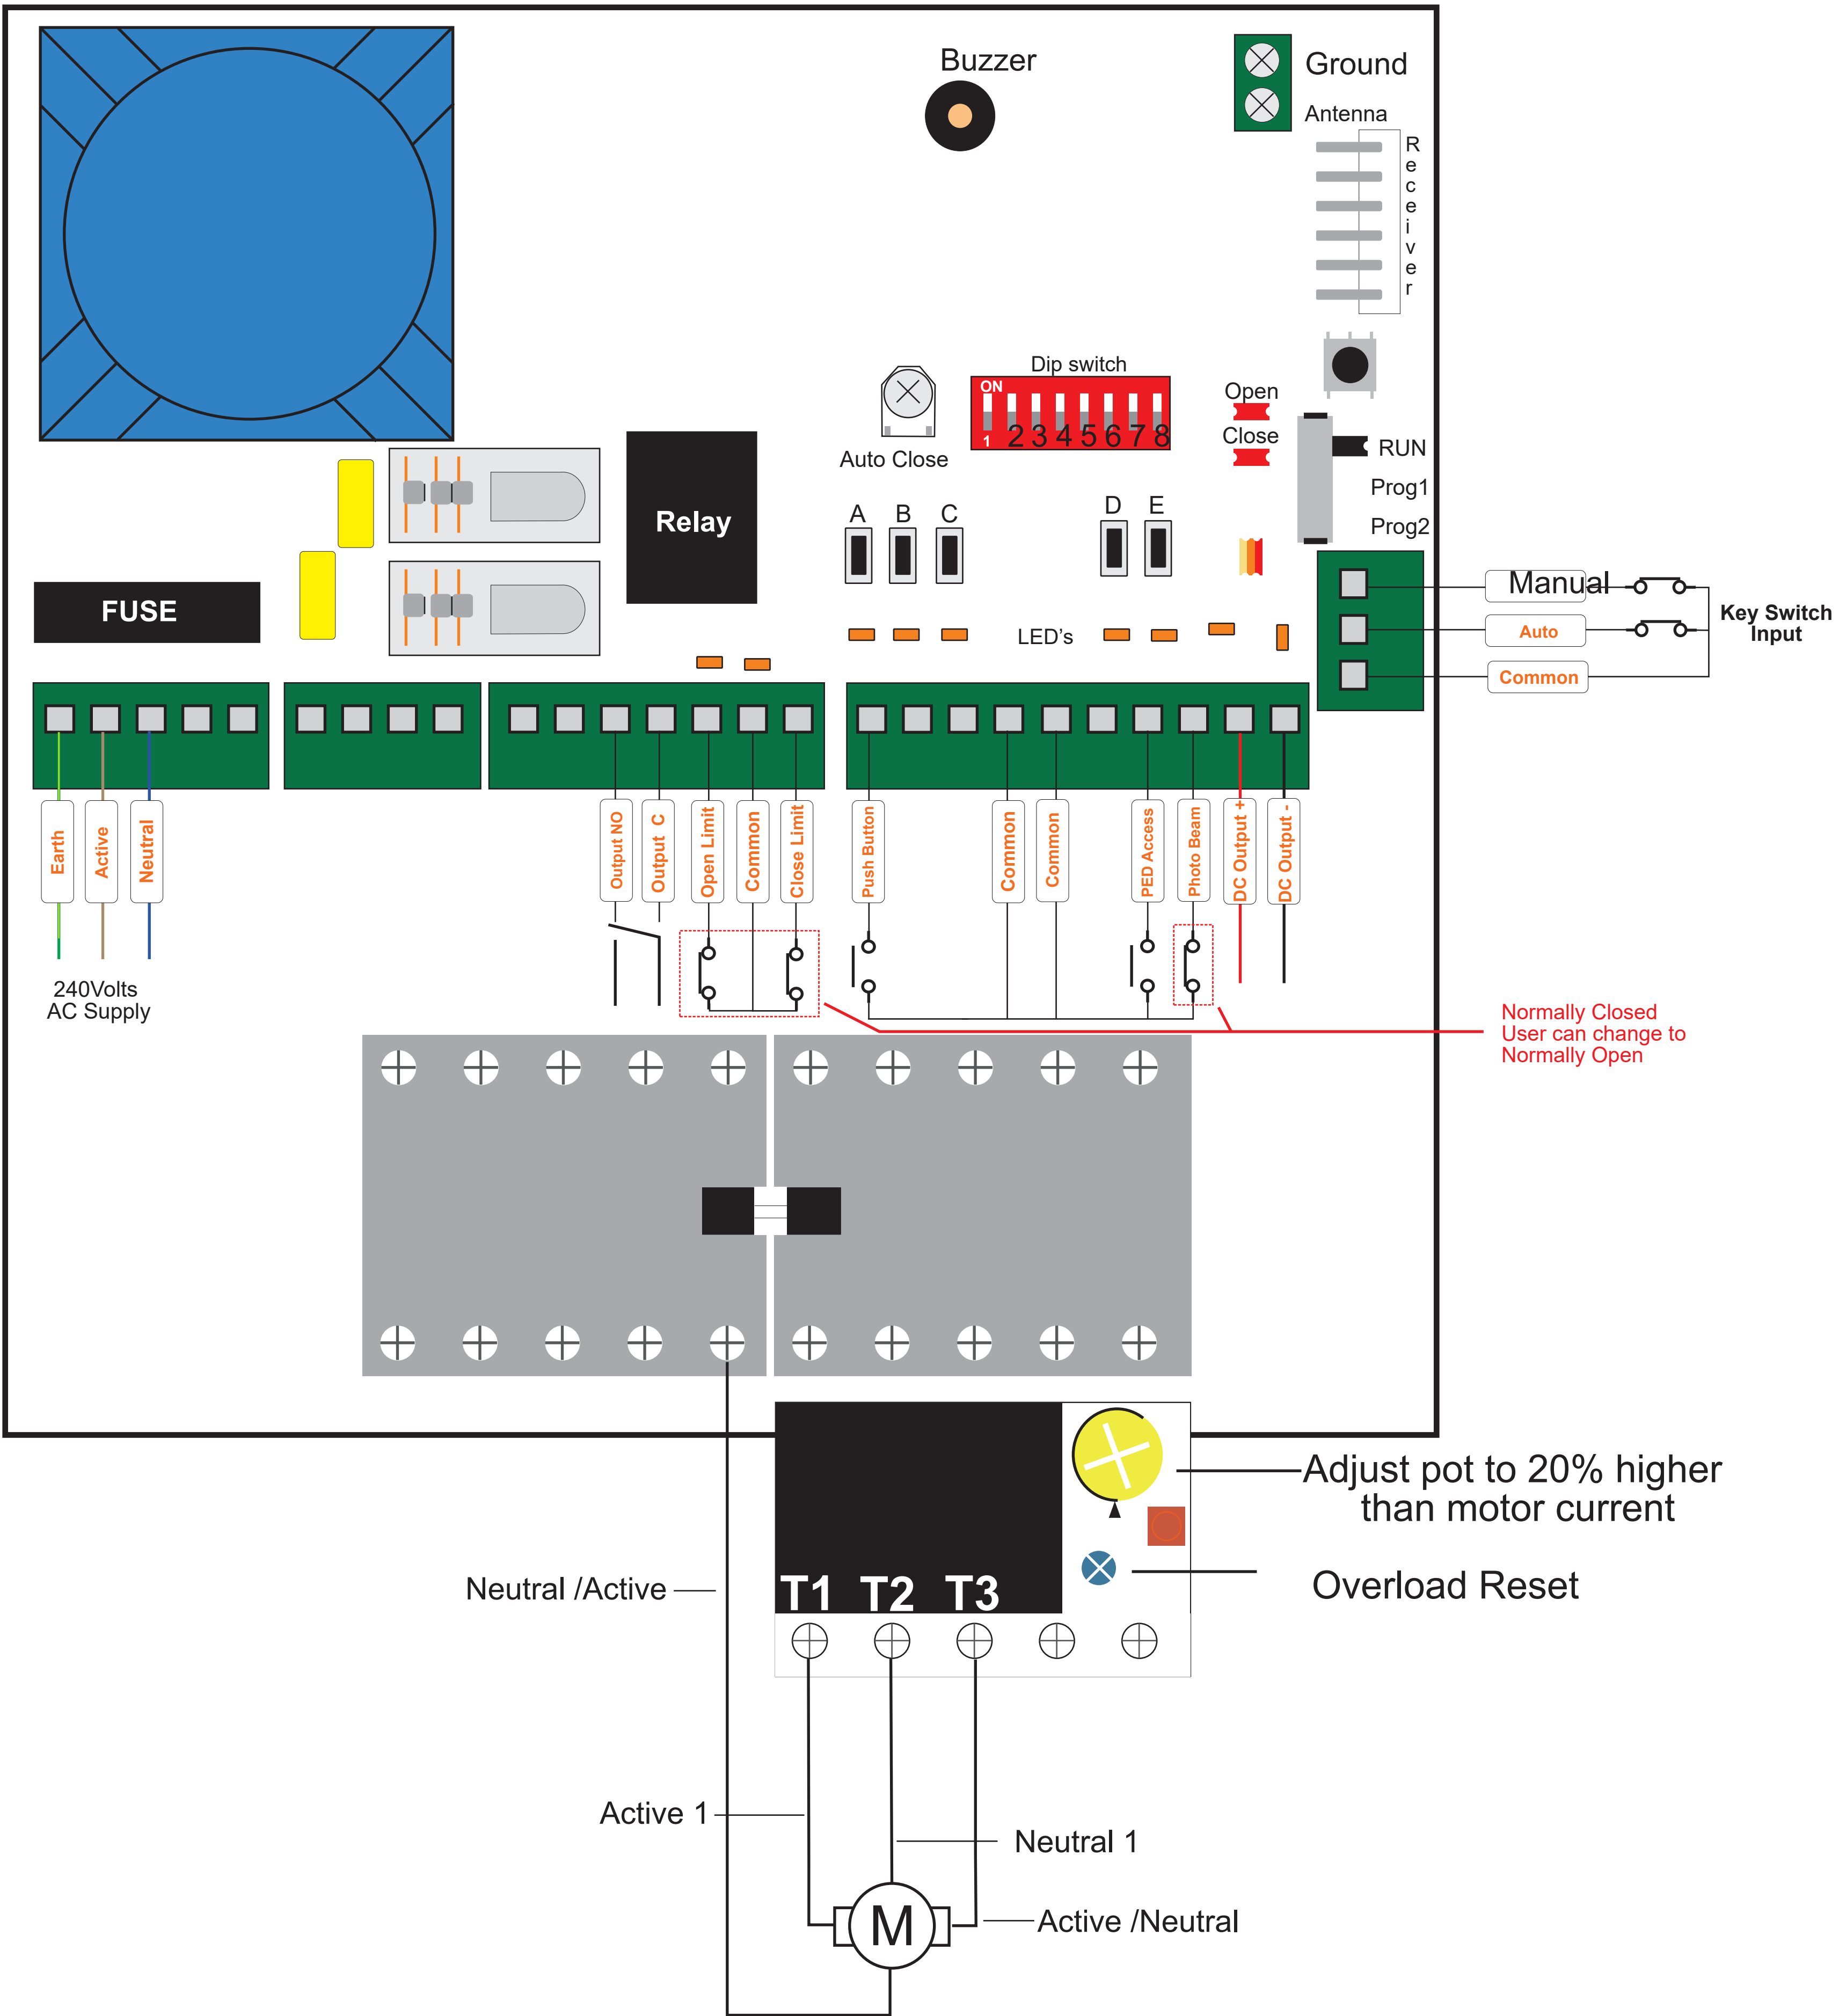 Buzzer
Ground
Antenna
Receiver
Dip switch
ON
1 2 3 4 5 6 7 8
Auto Close
Open
Close
RUN
Prog1
Prog2
Relay
A B C
D E
FUSE
LED's
Manual
Auto
Common
Key Switch
Input
Earth
Active
Neutral
Output NO
Output C
Open Limit
Common
Close Limit
Push Button
Common
Common
PED Access
Photo Beam
DC Output +
DC Output -
240Volts
AC Supply
Normally Closed
User can change to
Normally Open
Adjust pot to 20% higher
than motor current
Overload Reset
Neutral /Active
T1 T2 T3
Active 1
Neutral 1
Active /Neutral
M